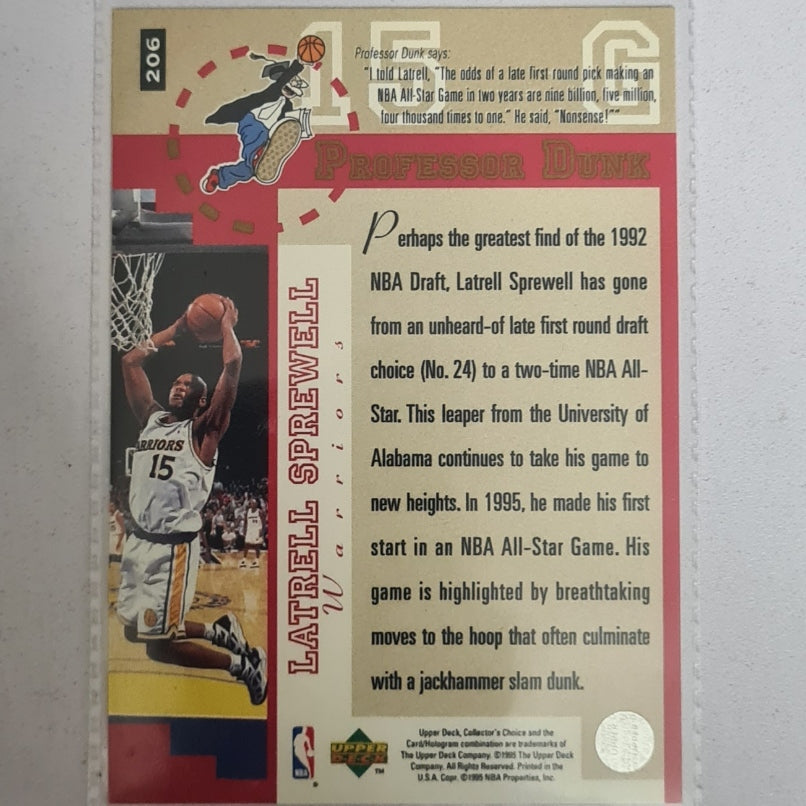 206
15 G
Professor Dunk says:
"I told Latrell, "The odds of a late first round pick making an
NBA All-Star Game in two years are nine billion, five million,
four thousand times to one." He said, "Nonsense!""
PROFESSOR DUNK
Perhaps the greatest find of the 1992
NBA Draft, Latrell Sprewell has gone
from an unheard-of late first round draft
choice (No. 24) to a two-time NBA All-
Star. This leaper from the University of
Alabama continues to take his game to
new heights. In 1995, he made his first
start in an NBA All-Star Game. His
game is highlighted by breathtaking
moves to the hoop that often culminate
with a jackhammer slam dunk.
LATRELL SPREWELL
Warriors
RRIORS
15
NBA
UPPER
DECK
TM
Upper Deck, Collector's Choice and the
Card/Hologram combination are trademarks of
The Upper Deck Company. ©1995 The Upper Deck
Company. All Rights Reserved. Printed in the
U.S.A. Copr. ©1995 NBA Properties, Inc.